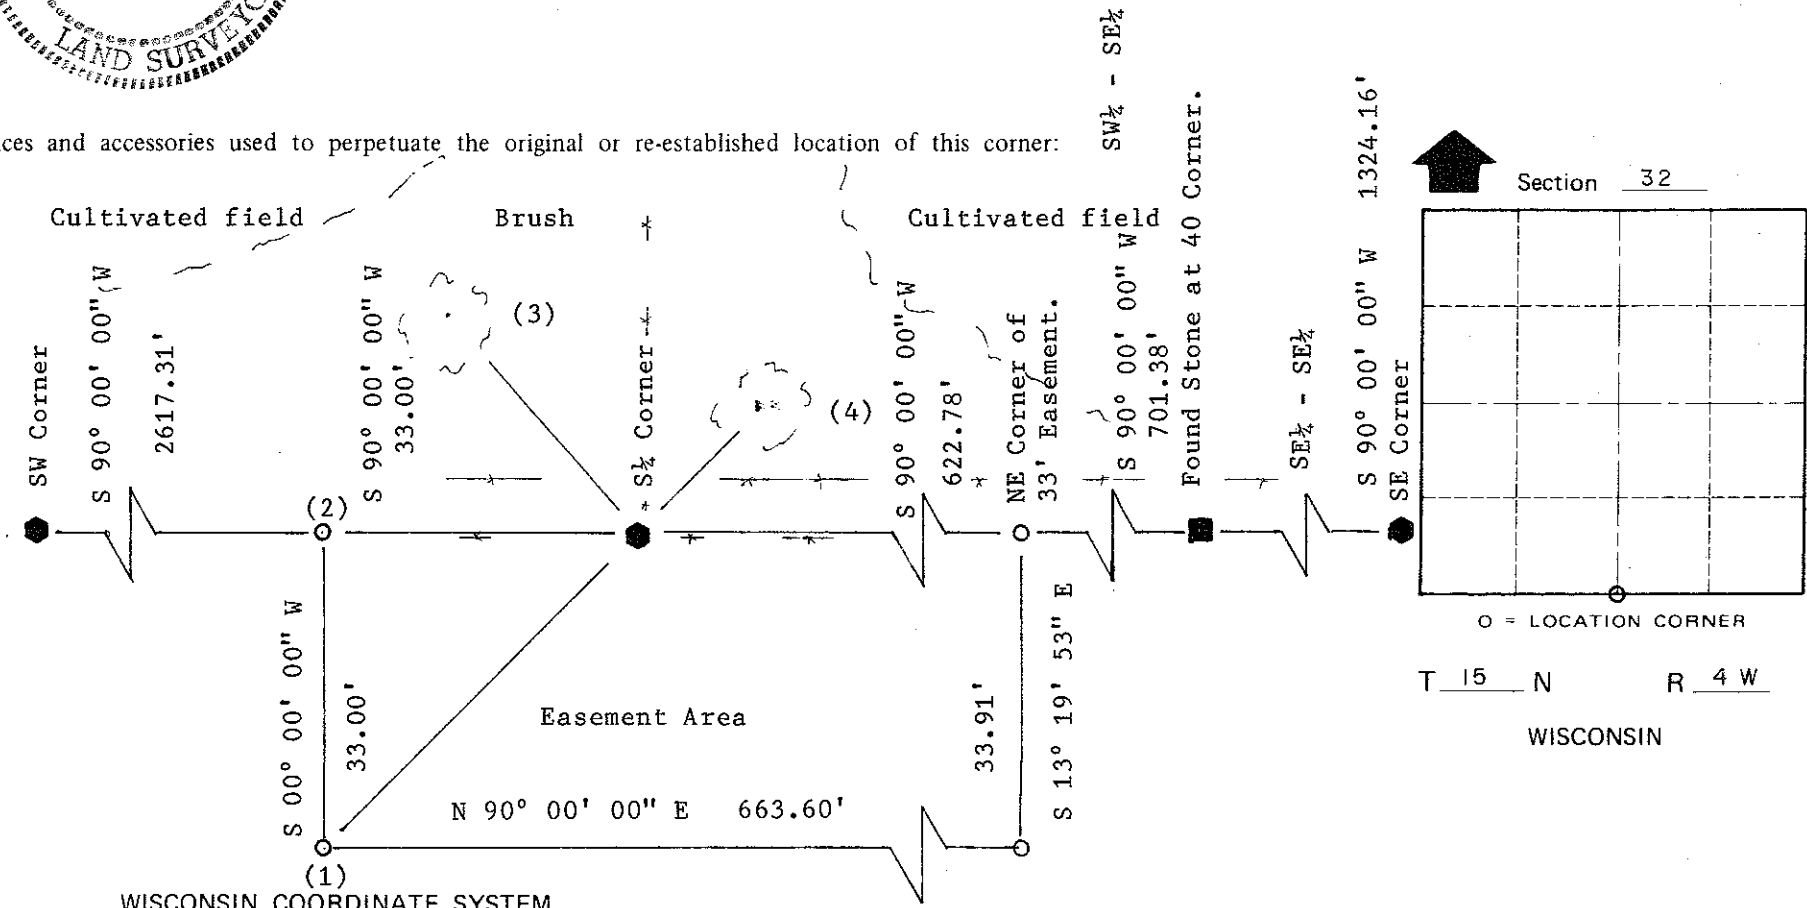 LAND SURVEYO
ces and accessories used to perpetuate the original or re-established location of this corner:
SW¼ - SE¼
Cultivated field
Brush
Cultivated field
SW Corner
S 90° 00' 00" W
2617.31'
S 90° 00' 00" W
33.00'
(3)
S¼ Corner
(4)
S 90° 00' 00" W
622.78'
NE Corner of
33' Easement.
S 90° 00' 00" W
701.38'
Found Stone at 40 Corner.
SE¼ - SE¼
S 90° 00' 00" W 1324.16'
SE Corner
(2)
S 00° 00' 00" W
33.00'
Easement Area
33.91'
S 13° 19' 53" E
N 90° 00' 00" E 663.60'
(1)
WISCONSIN COORDINATE SYSTEM
Section 32
O = LOCATION CORNER
T 15 N R 4 W
WISCONSIN